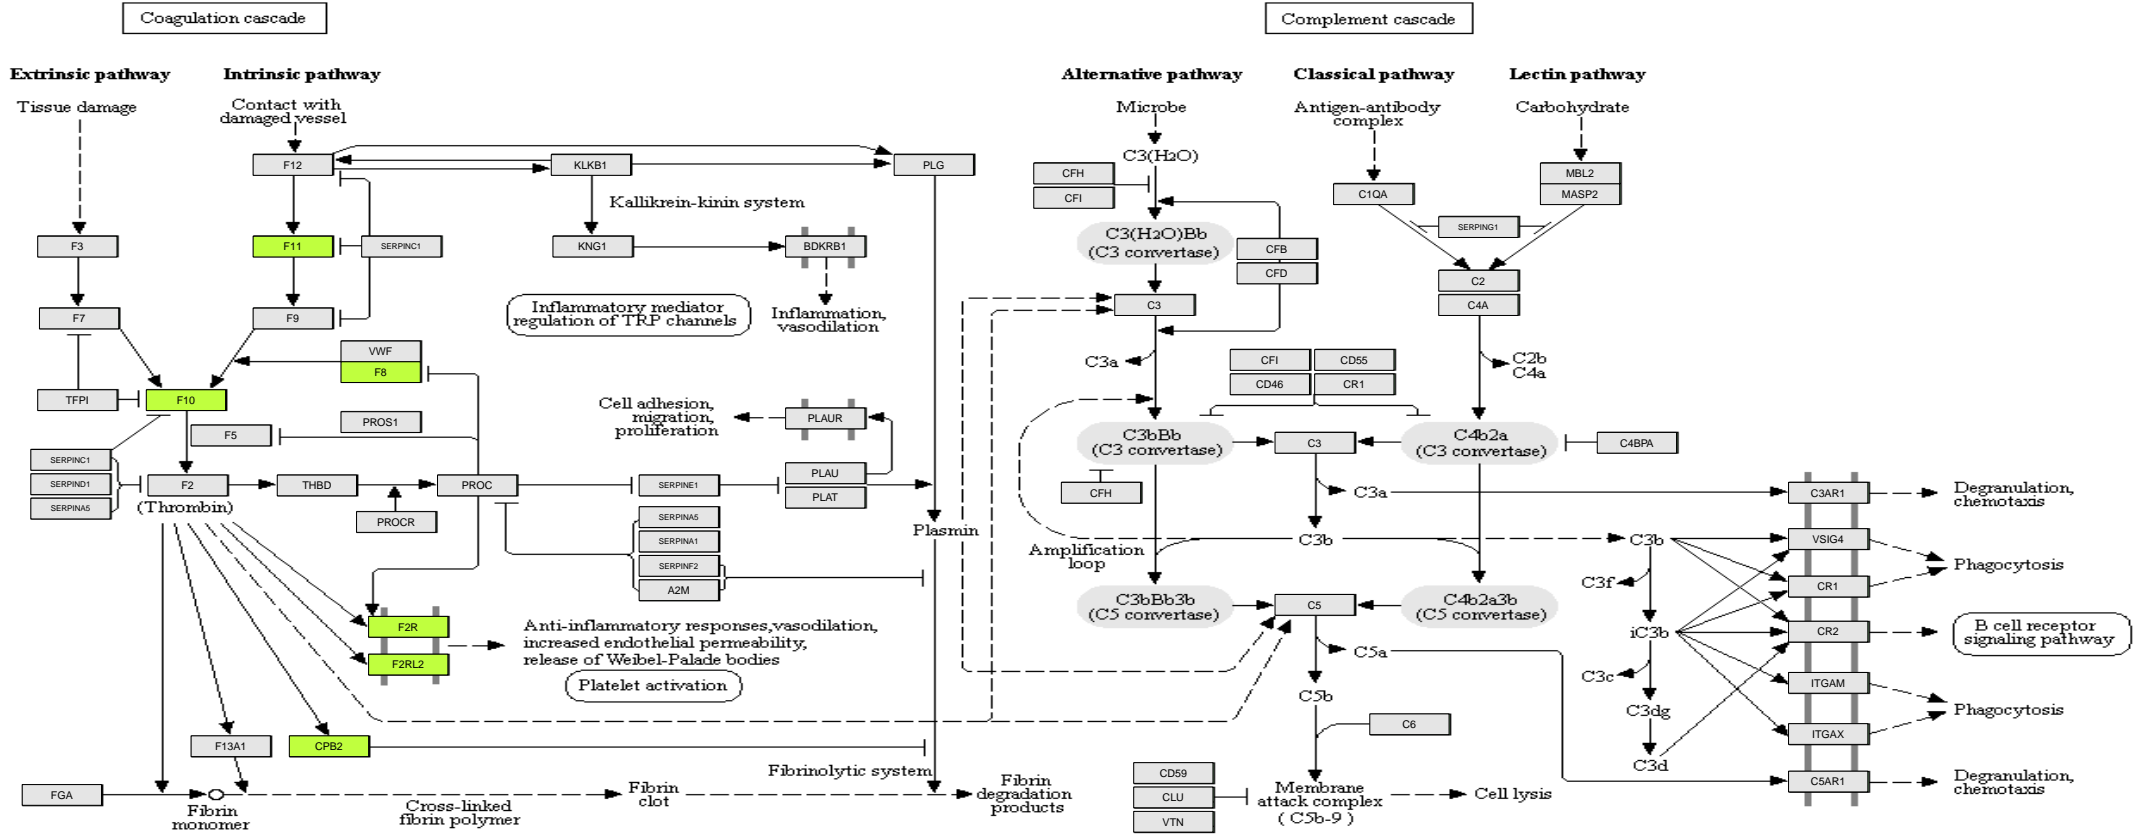 Coagulation cascade
Complement cascade
Extrinsic pathway
Intrinsic pathway
Alternative pathway
Classical pathway
Lectin pathway
Tissue damage
Contact with
damaged vessel
Microbe
Antigen-antibody
complex
Carbohydrate
F12
KLKB1
PLG
C3(H2O)
CFH
CFI
C1QA
MBL2
MASP2
Kallikrein-kinin system
F3
F11
SERPINC1
KNG1
BDKRB1
C3(H2O)Bb
(C3 convertase)
CFB
CFD
SERPING1
C2
C4A
F7
F9
Inflammatory mediator
regulation of TRP channels
Inflammation,
vasodilation
C3
VWF
F8
C3a
CFI
CD55
CD46
CR1
C2b
C4a
TFPI
F10
PROS1
F5
Cell adhesion,
migration,
proliferation
PLAUR
C3bBb
(C3 convertase)
C3
C4b2a
(C3 convertase)
C4BPA
SERPINC1
SERPIND1
SERPINA5
F2
(Thrombin)
THBD
PROCR
PROC
SERPINE1
PLAU
PLAT
CFH
C3a
C3AR1
Degranulation,
chemotaxis
SERPINA5
SERPINA1
SERPINF2
A2M
Plasmin
Amplification
loop
C3b
C3b
VSIG4
C3f
CR1
Phagocytosis
C3bBb3b
(C5 convertase)
C5
C4b2a3b
(C5 convertase)
F2R
F2RL2
Anti-inflammatory responses,vasodilation,
increased endothelial permeability,
release of Weibel-Palade bodies
Platelet activation
iC3b
CR2
B cell receptor
signaling pathway
C5a
C3c
ITGAM
C5b
C3dg
Phagocytosis
C6
ITGAX
F13A1
CPB2
C3d
Fibrinolytic system
CD59
CLU
VTN
C5AR1
Degranulation,
chemotaxis
FGA
Fibrin
monomer
Cross-linked
fibrin polymer
Fibrin
clot
Fibrin
degradation
products
Membrane
attack complex
( C5b-9 )
Cell lysis